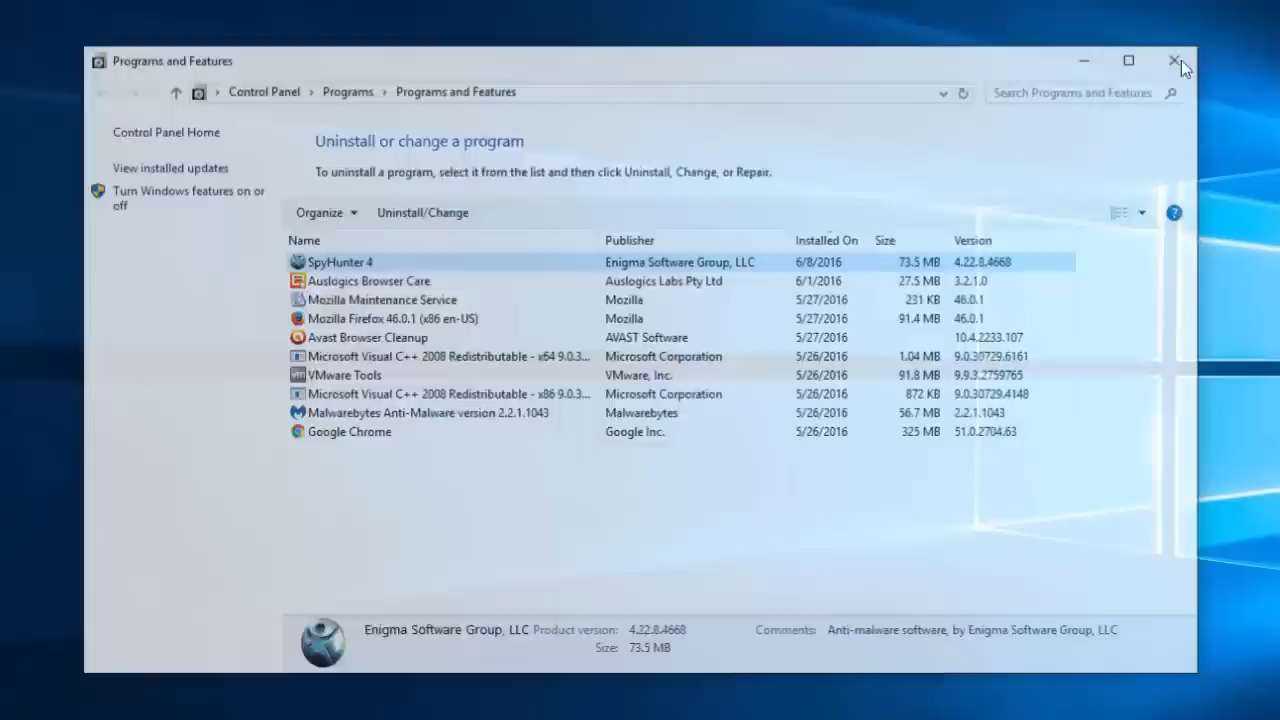 Programs and Features
Control Panel > Programs > Programs and Features
Search Programs and Features
Control Panel Home
View installed updates
Turn Windows features on or
off
Uninstall or change a program
To uninstall a program, select it from the list and then click Uninstall, Change, or Repair.
Organize Uninstall/Change
Name Publisher Installed On Size Version
SpyHunter 4 Enigma Software Group, LLC 6/8/2016 73.5 MB 4.22.8.4668
Auslogics Browser Care Auslogics Labs Pty Ltd 6/1/2016 27.5 MB 3.2.1.0
Mozilla Maintenance Service Mozilla 5/27/2016 231 KB 46.0.1
Mozilla Firefox 46.0.1 (x86 en-US) Mozilla 5/27/2016 91.4 MB 46.0.1
Avast Browser Cleanup AVAST Software 5/27/2016 10.4.2233.107
Microsoft Visual C++ 2008 Redistributable - x64 9.0.3... Microsoft Corporation 5/26/2016 1.04 MB 9.0.30729.6161
VMware Tools VMware, Inc. 5/26/2016 91.8 MB 9.9.3.2759765
Microsoft Visual C++ 2008 Redistributable - x86 9.0.3... Microsoft Corporation 5/26/2016 872 KB 9.0.30729.4148
Malwarebytes Anti-Malware version 2.2.1.1043 Malwarebytes 5/26/2016 56.7 MB 2.2.1.1043
Google Chrome Google Inc. 5/26/2016 325 MB 51.0.2704.63
Enigma Software Group, LLC Product version: 4.22.8.4668 Comments: Anti-malware software, by Enigma Software Group, LLC
Size: 73.5 MB